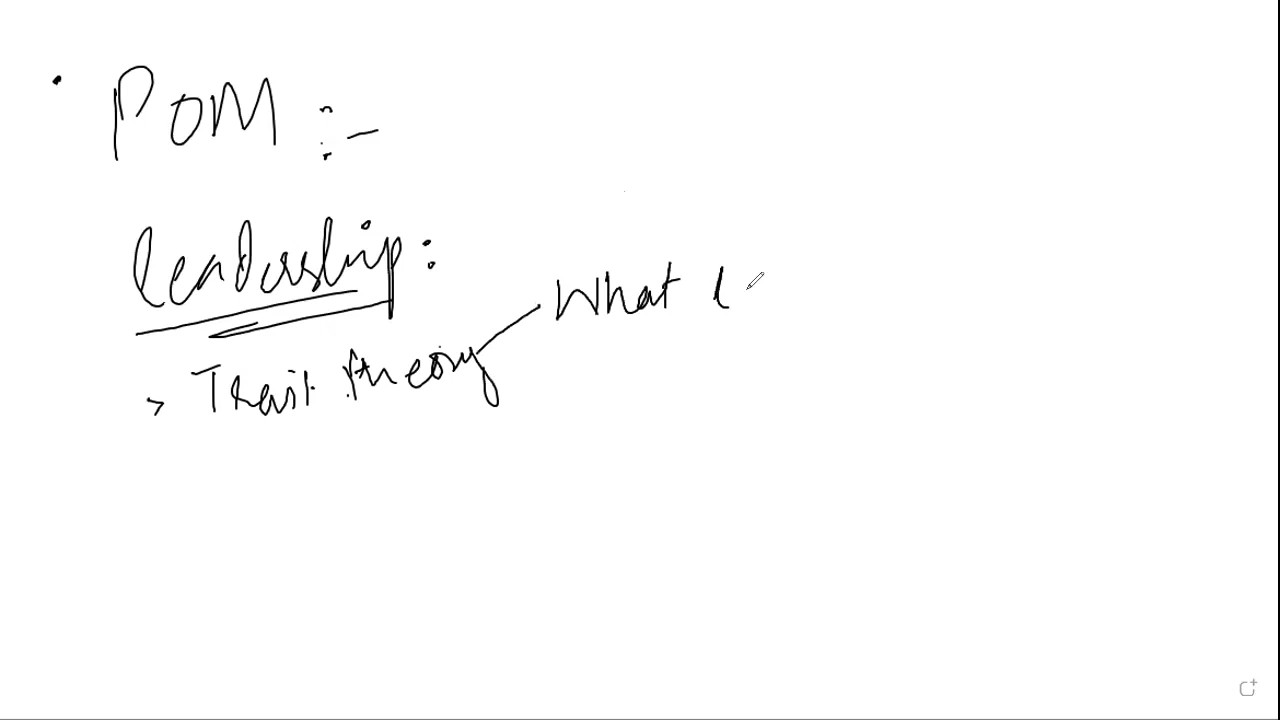 • POM :-
leadership:
> Trait theory
What